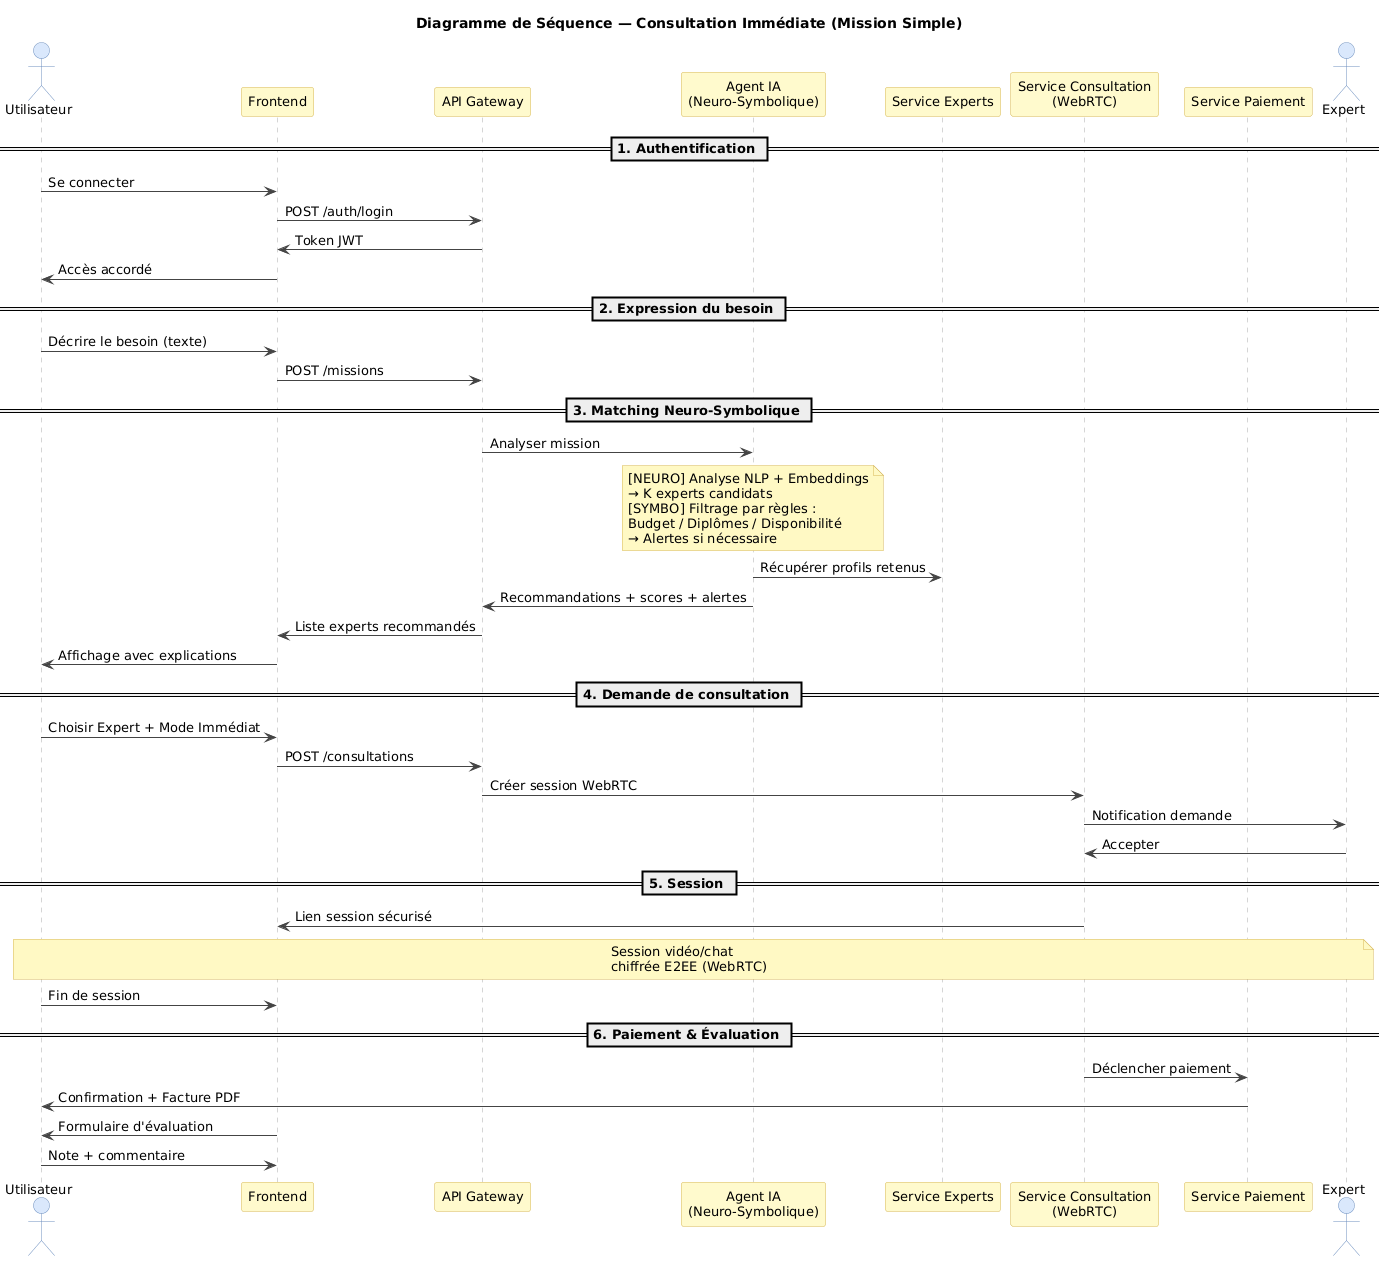 Diagramme de Séquence — Consultation Immédiate (Mission Simple)
Utilisateur
Frontend
API Gateway
Agent IA
(Neuro-Symbolique)
Service Experts
Service Consultation
(WebRTC)
Service Paiement
Expert
1. Authentification
Se connecter
POST /auth/login
Token JWT
Accès accordé
2. Expression du besoin
Décrire le besoin (texte)
POST /missions
3. Matching Neuro-Symbolique
Analyser mission
[NEURO] Analyse NLP + Embeddings
→ K experts candidats
[SYMBO] Filtrage par règles :
Budget / Diplômes / Disponibilité
→ Alertes si nécessaire
Récupérer profils retenus
Recommandations + scores + alertes
Liste experts recommandés
Affichage avec explications
4. Demande de consultation
Choisir Expert + Mode Immédiat
POST /consultations
Créer session WebRTC
Notification demande
Accepter
5. Session
Lien session sécurisé
Session vidéo/chat
chiffrée E2EE (WebRTC)
Fin de session
6. Paiement & Évaluation
Déclencher paiement
Confirmation + Facture PDF
Formulaire d'évaluation
Note + commentaire
Utilisateur
Frontend
API Gateway
Agent IA
(Neuro-Symbolique)
Service Experts
Service Consultation
(WebRTC)
Service Paiement
Expert